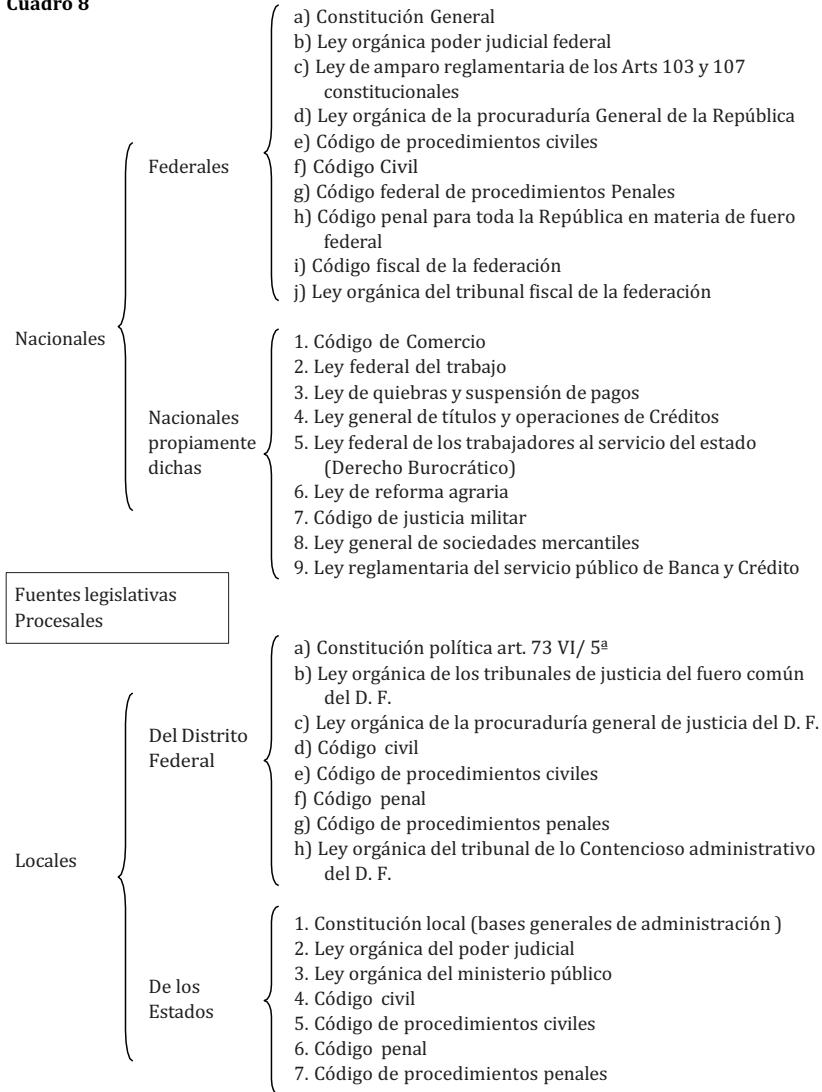 Cuadro 8
Nacionales
Federales
a) Constitución General
b) Ley orgánica poder judicial federal
c) Ley de amparo reglamentaria de los Arts 103 y 107
constitucionales
d) Ley orgánica de la procuraduría General de la República
e) Código de procedimientos civiles
f) Código Civil
g) Código federal de procedimientos Penales
h) Código penal para toda la República en materia de fuero
federal
i) Código fiscal de la federación
j) Ley orgánica del tribunal fiscal de la federación
Nacionales
propiamente
dichas
1. Código de Comercio
2. Ley federal del trabajo
3. Ley de quiebras y suspensión de pagos
4. Ley general de títulos y operaciones de Créditos
5. Ley federal de los trabajadores al servicio del estado
(Derecho Burocrático)
6. Ley de reforma agraria
7. Código de justicia militar
8. Ley general de sociedades mercantiles
9. Ley reglamentaria del servicio público de Banca y Crédito
Fuentes legislativas
Procesales
Locales
Del Distrito
Federal
a) Constitución política art. 73 VI/ 5ª
b) Ley orgánica de los tribunales de justicia del fuero común
del D. F.
c) Ley orgánica de la procuraduría general de justicia del D. F.
d) Código civil
e) Código de procedimientos civiles
f) Código penal
g) Código de procedimientos penales
h) Ley orgánica del tribunal de lo Contencioso administrativo
del D. F.
De los
Estados
1. Constitución local (bases generales de administración )
2. Ley orgánica del poder judicial
3. Ley orgánica del ministerio público
4. Código civil
5. Código de procedimientos civiles
6. Código penal
7. Código de procedimientos penales